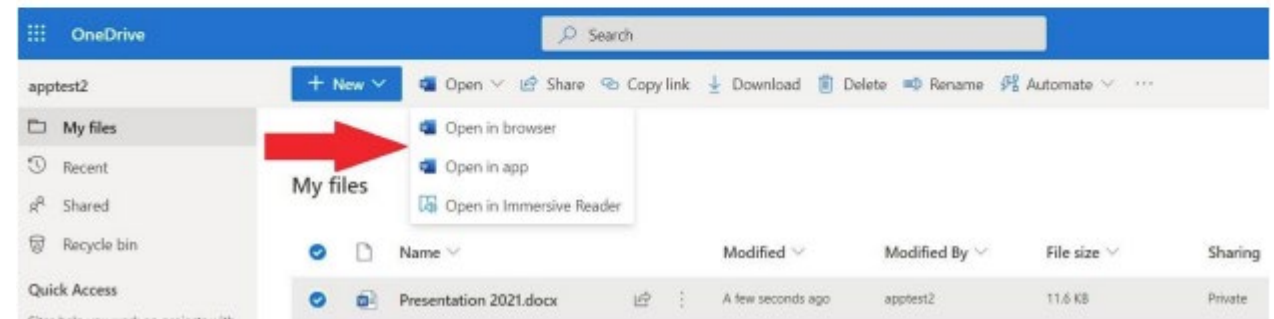 OneDrive
Search
apptest2
New
Open
Share
Copy link
Download
Delete
Rename
Automate
My files
Recent
Shared
Recycle bin
Quick Access
Open in browser
Open in app
Open in Immersive Reader
My files
Name
Modified
Modified By
File size
Sharing
Presentation 2021.docx
A few seconds ago
apptest2
11.6 KB
Private